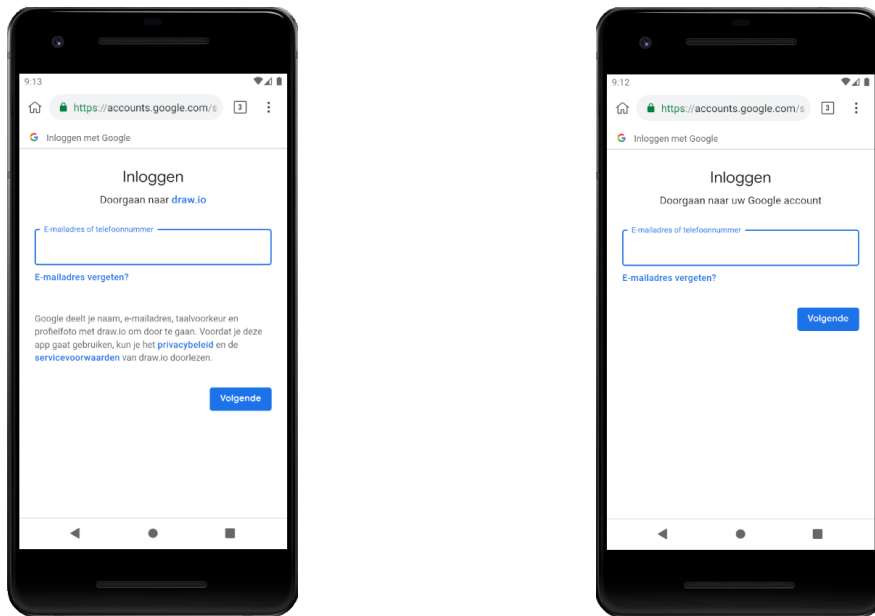 9:13
https://accounts.google.com/s
3
Inloggen met Google
Inloggen
Doorgaan naar draw.io
E-mailadres of telefoonnummer
E-mailadres vergeten?
Google deelt je naam, e-mailadres, taalvoorkeur en
profielfoto met draw.io om door te gaan. Voordat je deze
app gaat gebruiken, kun je het privacybeleid en de
servicevoorwaarden van draw.io doorlezen.
Volgende
9:12
https://accounts.google.com/s
3
Inloggen met Google
Inloggen
Doorgaan naar uw Google account
E-mailadres of telefoonnummer
E-mailadres vergeten?
Volgende